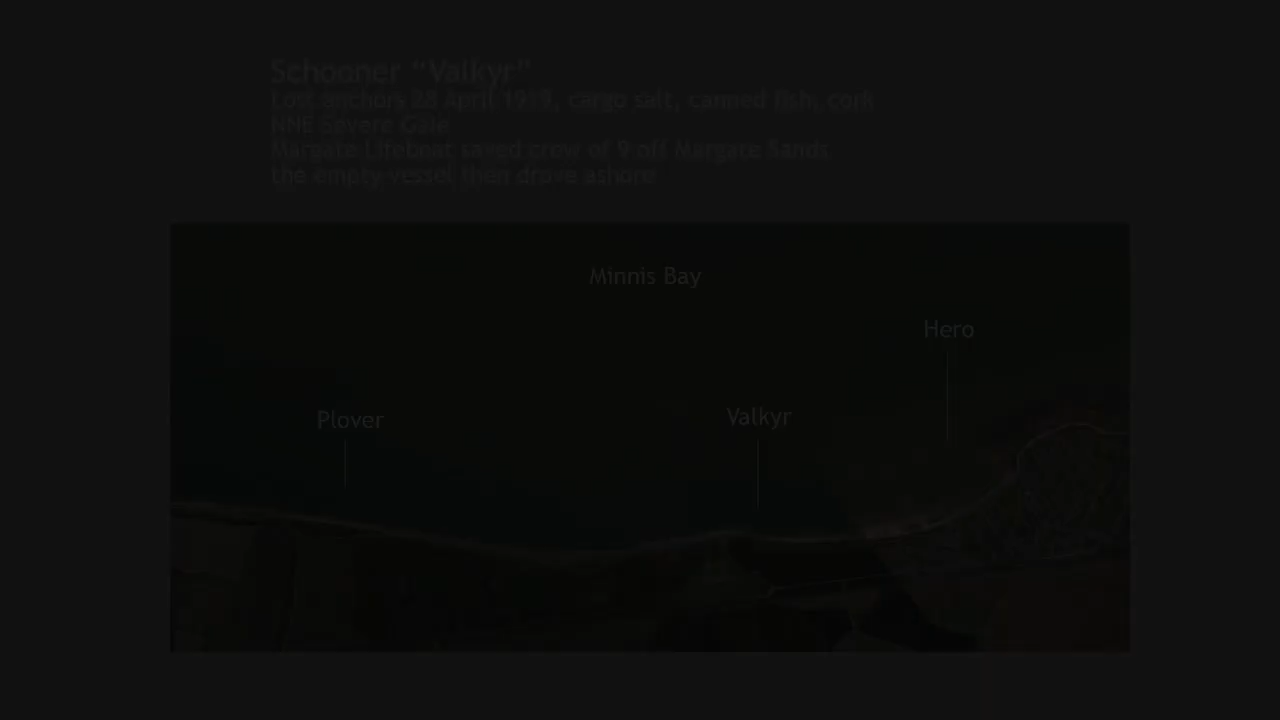 Schooner “Valkyr”
Lost anchors 28 April 1919, cargo salt, canned fish, cork
NNE Severe Gale
Margate Lifeboat saved crew of 9 off Margate Sands,
the empty vessel then drove ashore
Minnis Bay
Hero
Plover
Valkyr